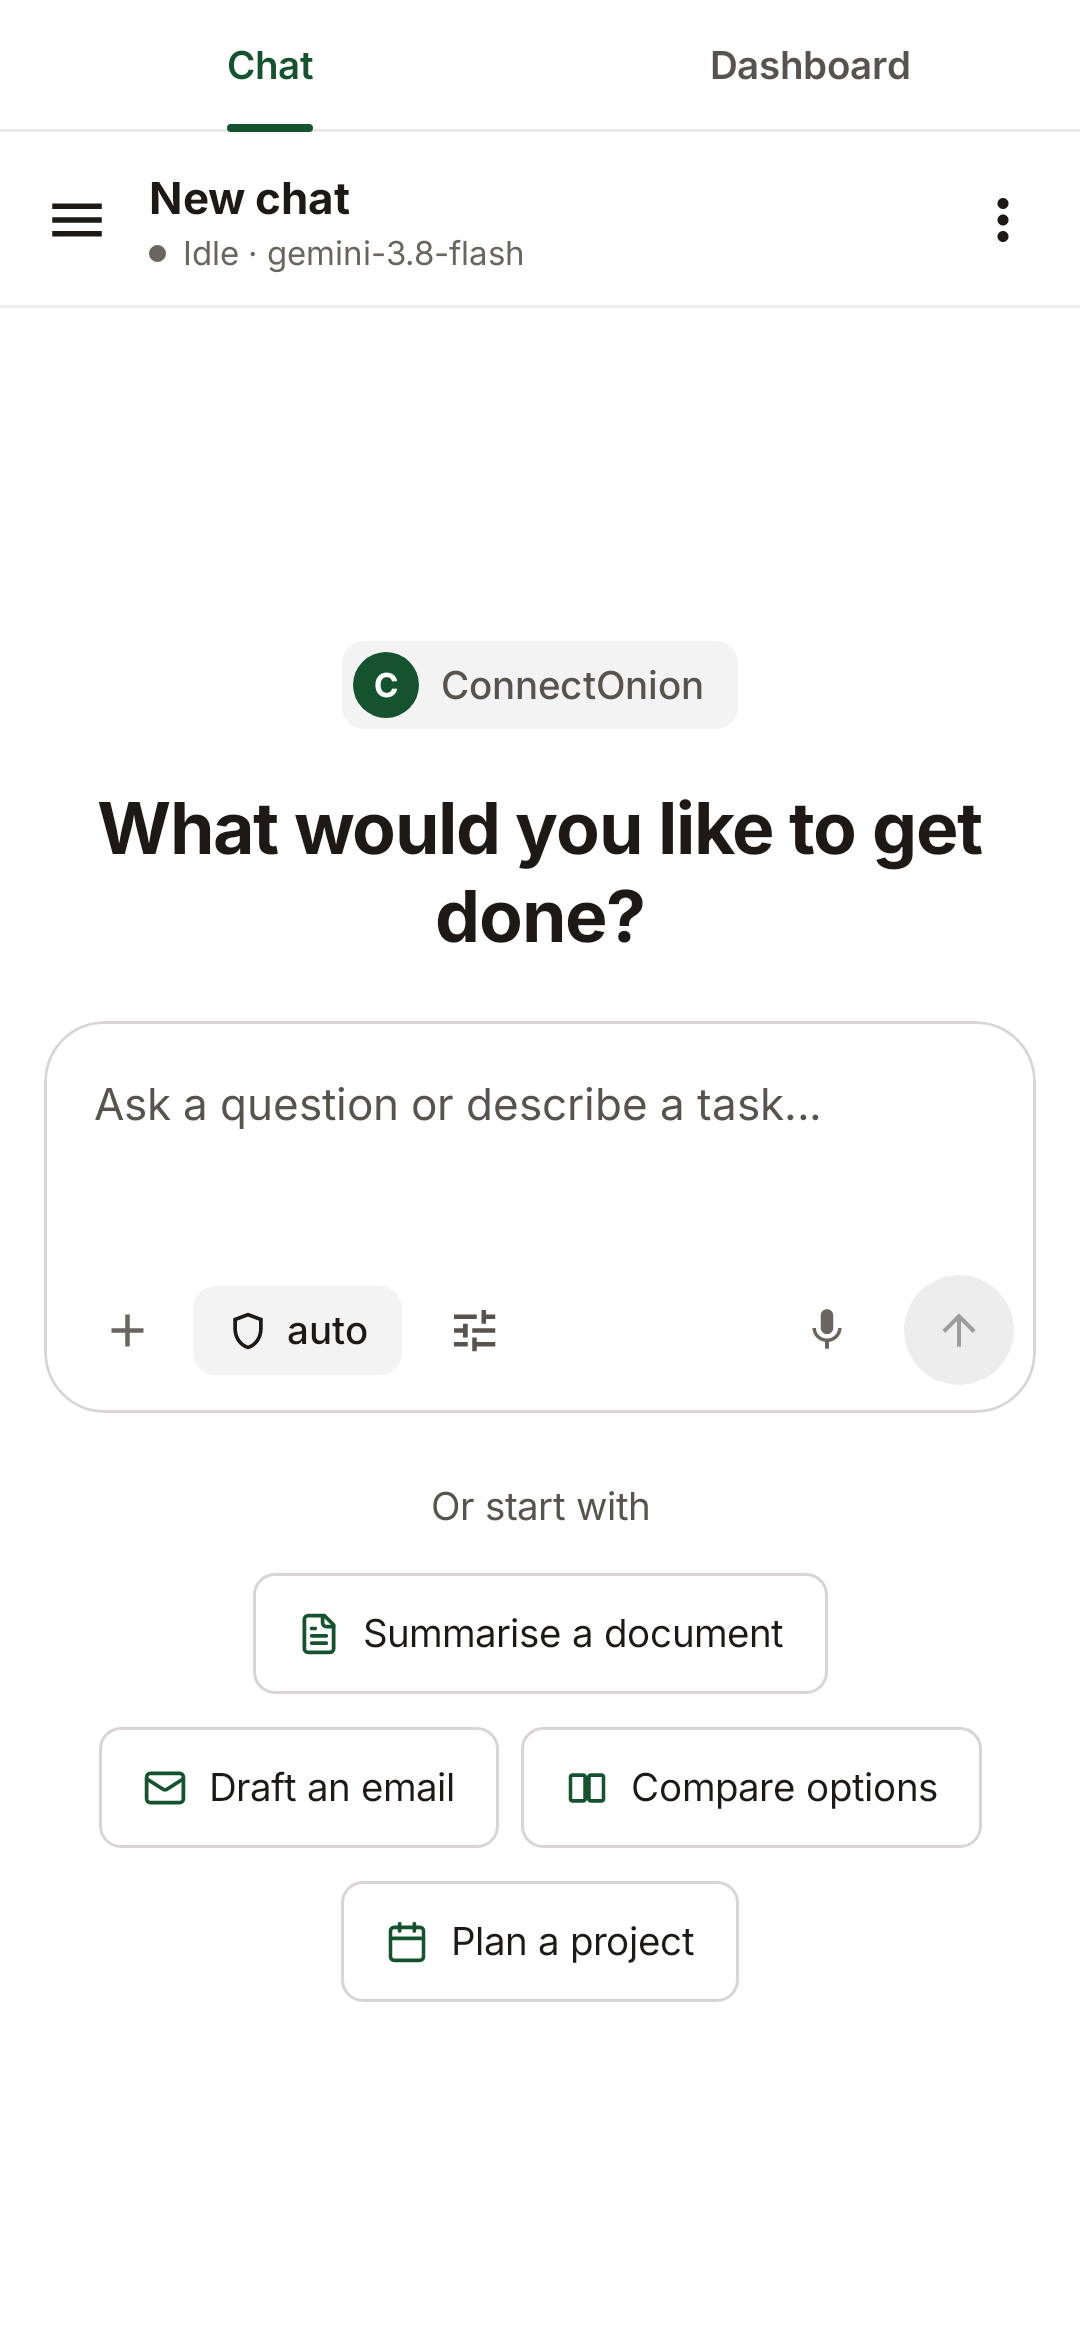 Chat
Dashboard
New chat
Idle · gemini-3.8-flash
C ConnectOnion
What would you like to get
done?
Ask a question or describe a task...
auto
Or start with
Summarise a document
Draft an email
Compare options
Plan a project